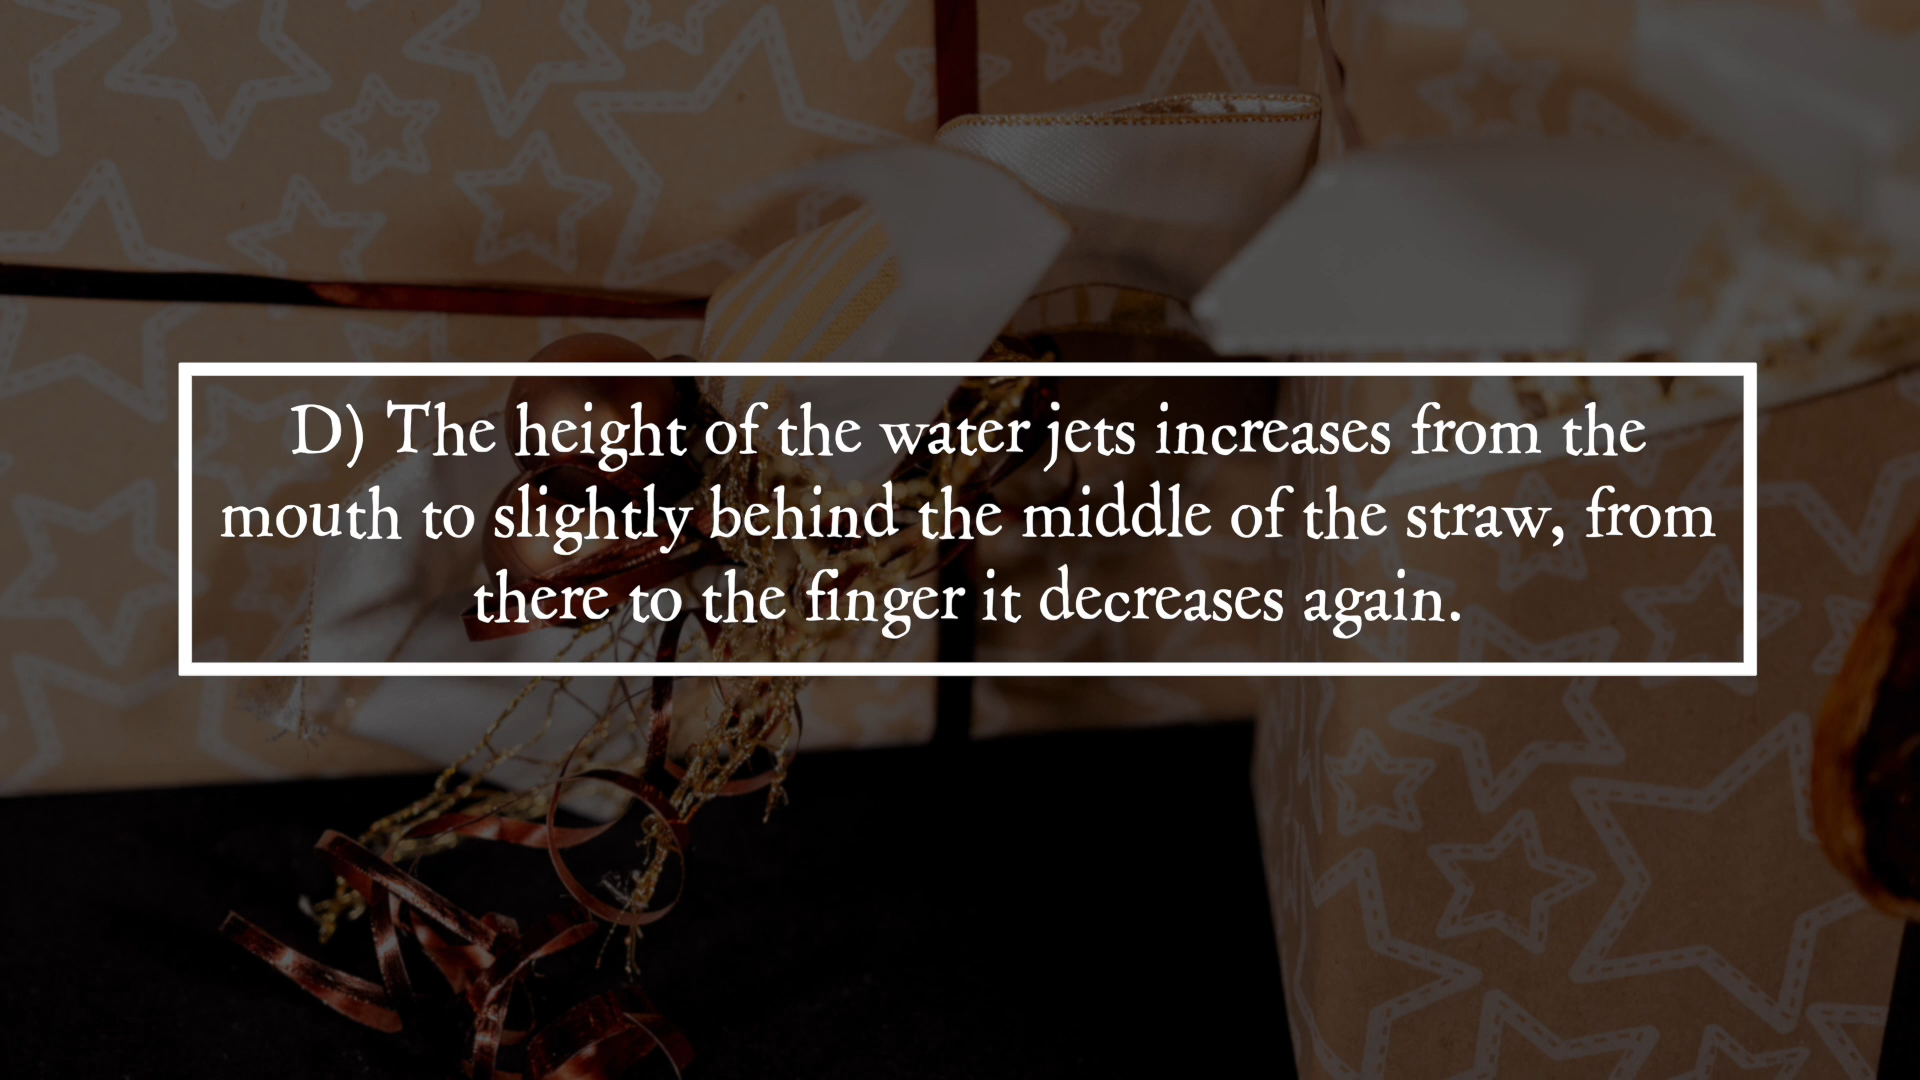 D) The height of the water jets increases from the
mouth to slightly behind the middle of the straw, from
there to the finger it decreases again.